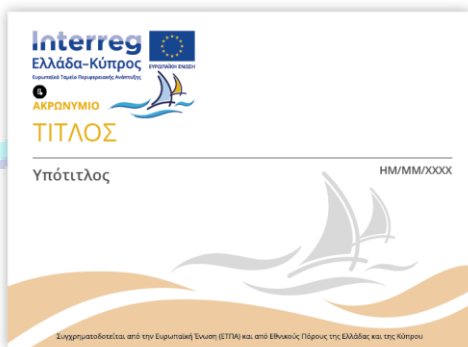 Interreg
Ελλάδα–Κύπρος
ΕΥΡΩΠΑΪΚΗ ΕΝΩΣΗ
Ευρωπαϊκό Ταμείο Περιφερειακής Ανάπτυξης
ΑΚΡΩΝΥΜΙΟ
ΤΙΤΛΟΣ
Υπότιτλος
ΗΜ/ΜΜ/ΧΧΧΧ
Συγχρηματοδοτείται από την Ευρωπαϊκή Ένωση (ΕΤΠΑ) και από Εθνικούς Πόρους της Ελλάδας και της Κύπρου